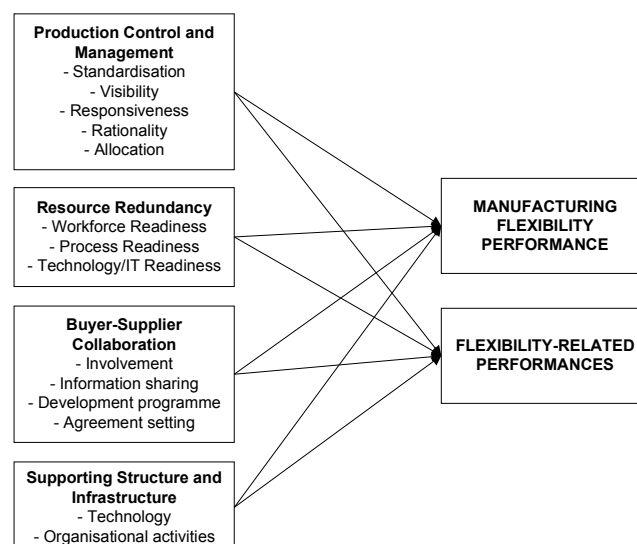 Production Control and
Management
- Standardisation
- Visibility
- Responsiveness
- Rationality
- Allocation
Resource Redundancy
- Workforce Readiness
- Process Readiness
- Technology/IT Readiness
Buyer-Supplier
Collaboration
- Involvement
- Information sharing
- Development programme
- Agreement setting
Supporting Structure and
Infrastructure
- Technology
- Organisational activities
MANUFACTURING
FLEXIBILITY
PERFORMANCE
FLEXIBILITY-RELATED
PERFORMANCES